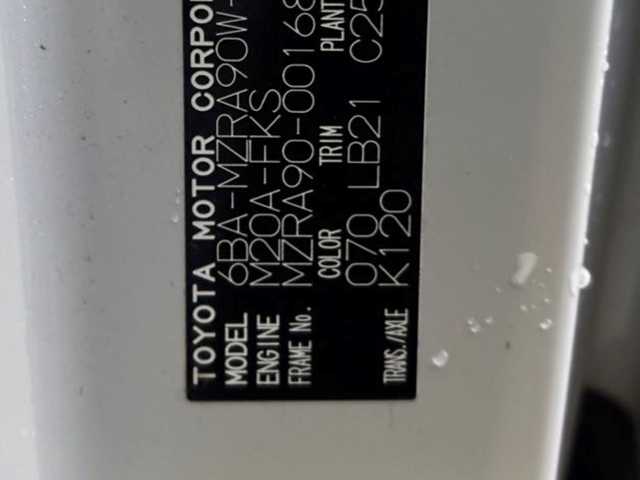 TOYOTA MOTOR CORPO
MODEL 6BA-MZRA90W-
ENGINE M20A-FKS
FRAME No. MZRA90-00168
COLOR TRIM PLANT
070 LB21 C25
TRANS./AXLE K120